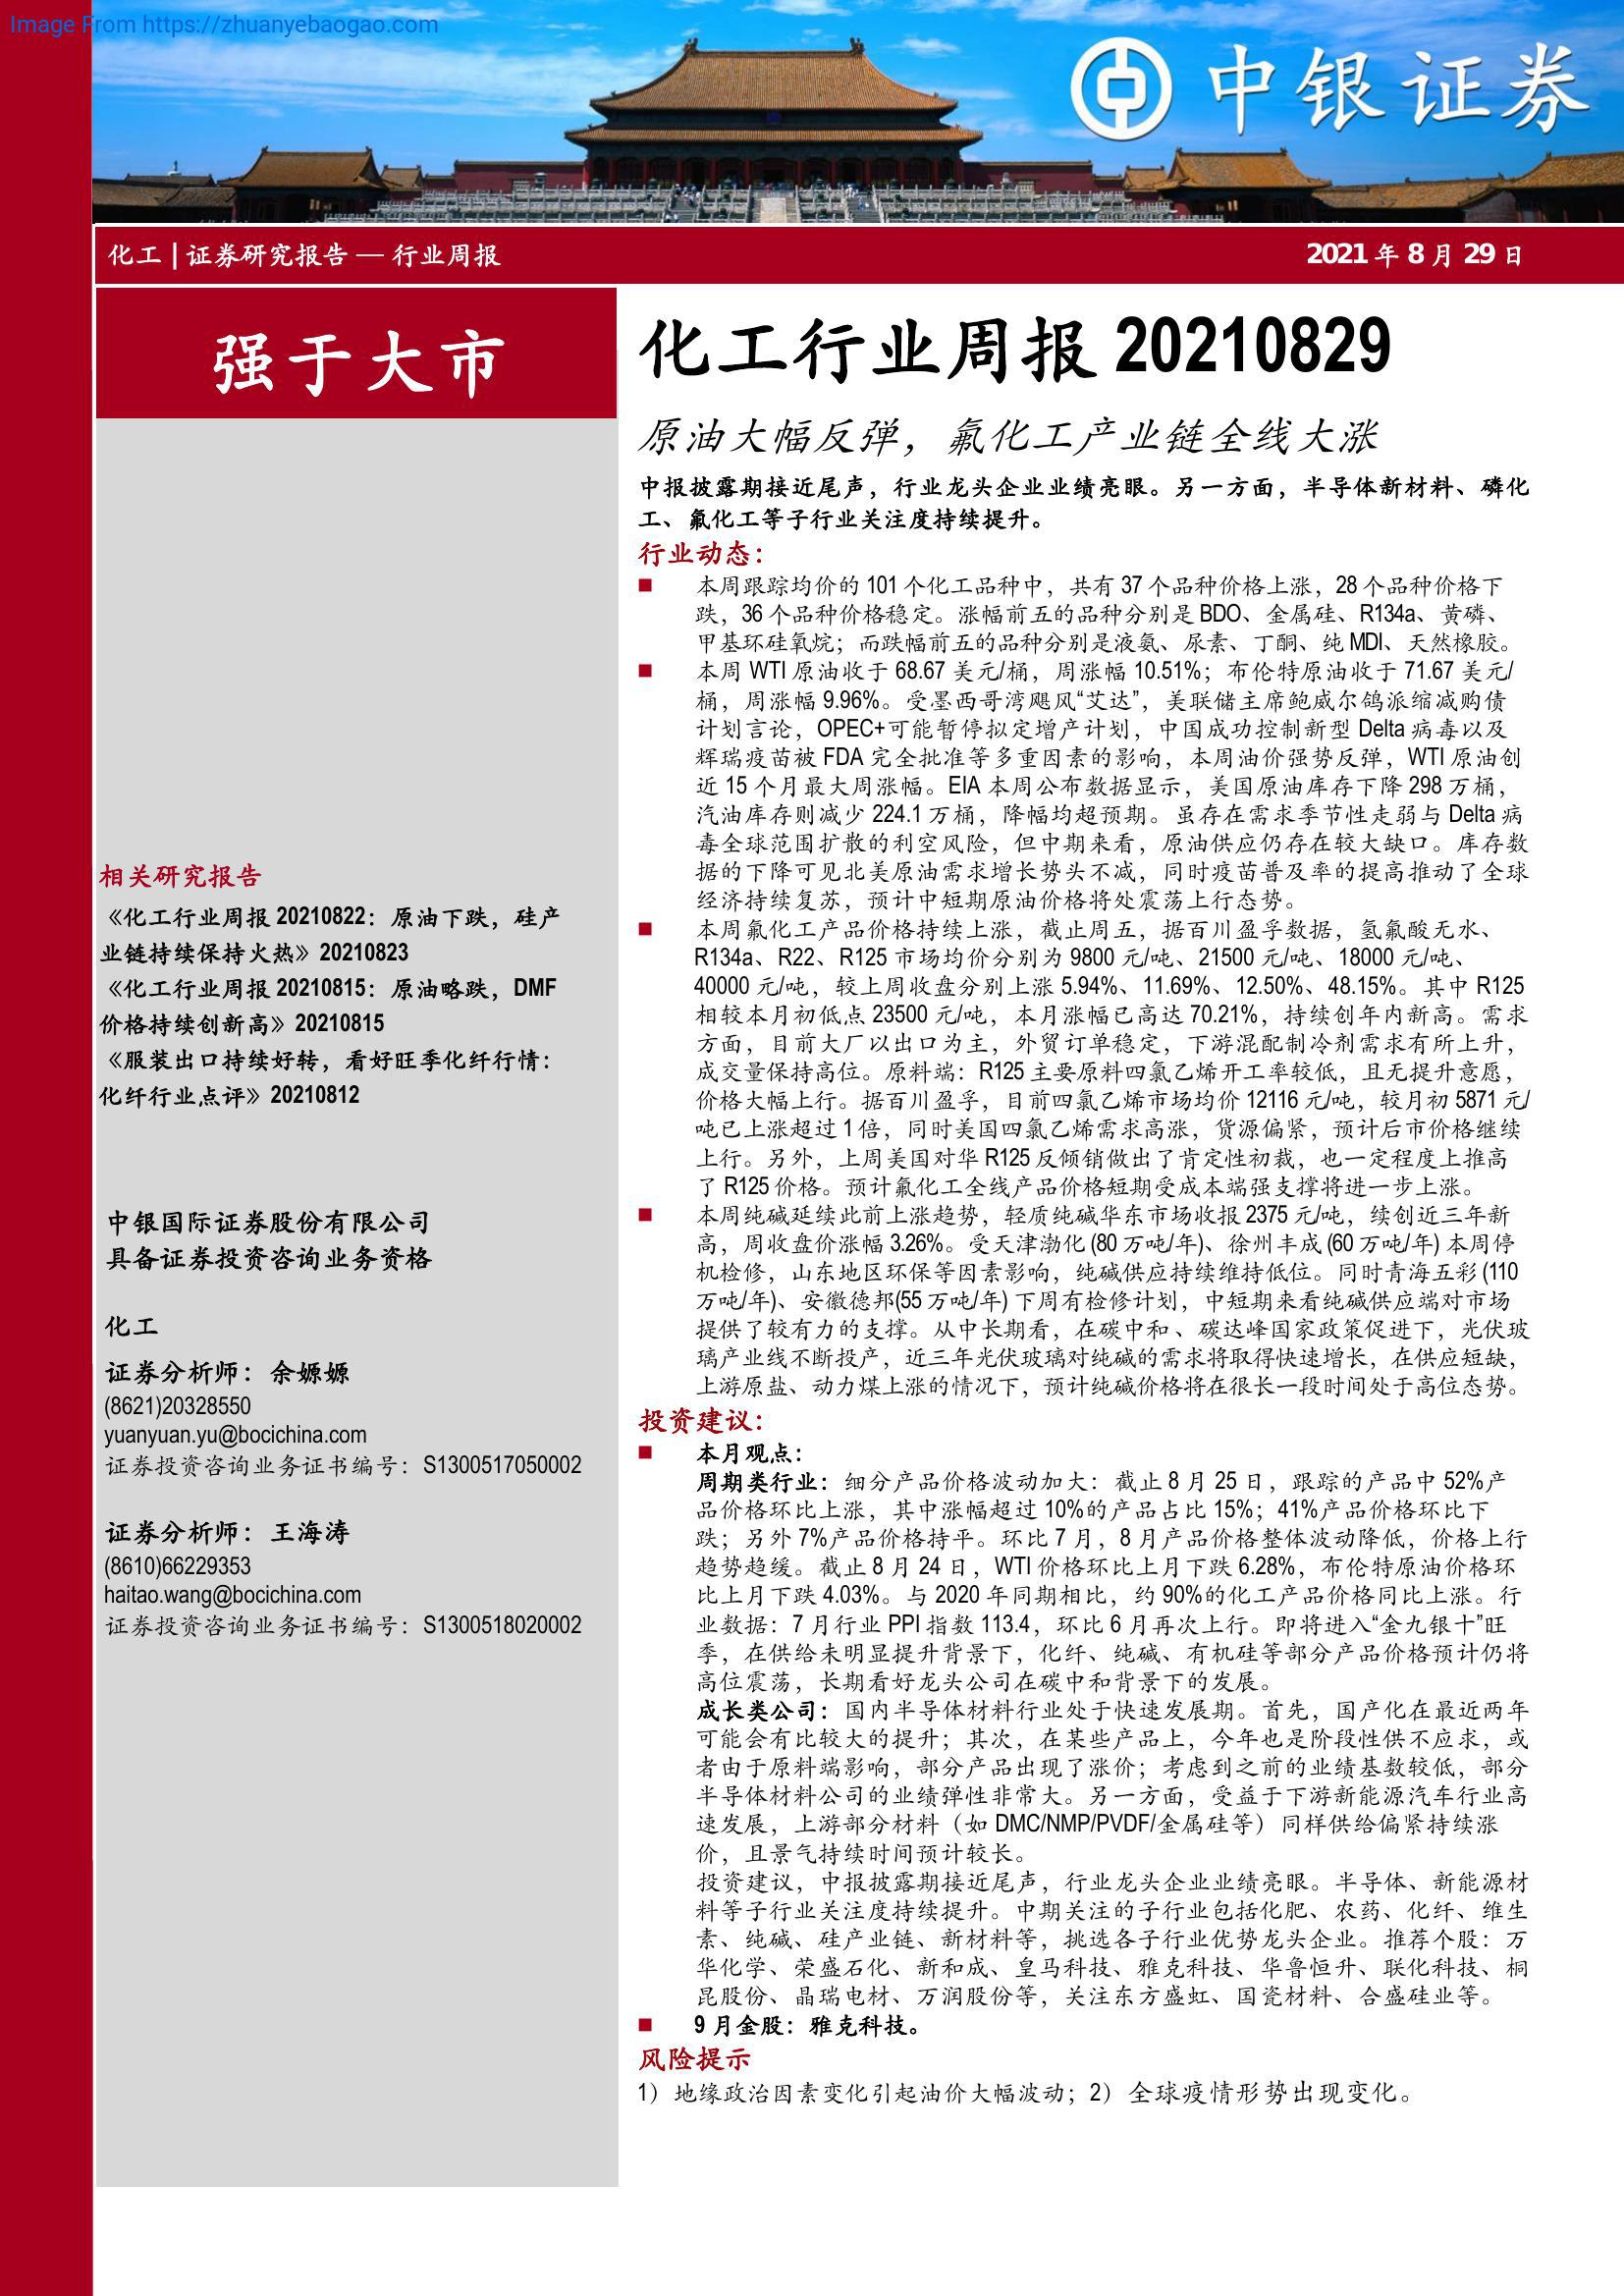 Image From https://zhuanyebaogao.com
中银证券
化工 | 证券研究报告 — 行业周报
2021 年 8 月 29 日
强于大市
相关研究报告
《化工行业周报 20210822：原油下跌，硅产
业链持续保持火热》20210823
《化工行业周报 20210815：原油略跌，DMF
价格持续创新高》20210815
《服装出口持续好转，看好旺季化纤行情：
化纤行业点评》20210812
中银国际证券股份有限公司
具备证券投资咨询业务资格
化工
证券分析师：余嫄嫄
(8621)20328550
yuanyuan.yu@bocichina.com
证券投资咨询业务证书编号：S1300517050002
证券分析师：王海涛
(8610)66229353
haitao.wang@bocichina.com
证券投资咨询业务证书编号：S1300518020002
化工行业周报 20210829
原油大幅反弹，氟化工产业链全线大涨
中报披露期接近尾声，行业龙头企业业绩亮眼。另一方面，半导体新材料、磷化
工、氟化工等子行业关注度持续提升。
行业动态：
■ 本周跟踪均价的 101 个化工品种中，共有 37 个品种价格上涨，28 个品种价格下
跌，36 个品种价格稳定。涨幅前五的品种分别是 BDO、金属硅、R134a、黄磷、
甲基环硅氧烷；而跌幅前五的品种分别是液氨、尿素、丁酮、纯 MDI、天然橡胶。
■ 本周 WTI 原油收于 68.67 美元/桶，周涨幅 10.51%；布伦特原油收于 71.67 美元/
桶，周涨幅 9.96%。受墨西哥湾飓风“艾达”，美联储主席鲍威尔鸽派缩减购债
计划言论，OPEC+可能暂停拟定增产计划，中国成功控制新型 Delta 病毒以及
辉瑞疫苗被 FDA 完全批准等多重因素的影响，本周油价强势反弹，WTI 原油创
近 15 个月最大周涨幅。EIA 本周公布数据显示，美国原油库存下降 298 万桶，
汽油库存则减少 224.1 万桶，降幅均超预期。虽存在需求季节性走弱与 Delta 病
毒全球范围扩散的利空风险，但中期来看，原油供应仍存在较大缺口。库存数
据的下降可见北美原油需求增长势头不减，同时疫苗普及率的提高推动了全球
经济持续复苏，预计中短期原油价格将处震荡上行态势。
■ 本周氟化工产品价格持续上涨，截止周五，据百川盈孚数据，氢氟酸无水、
R134a、R22、R125 市场均价分别为 9800 元/吨、21500 元/吨、18000 元/吨、
40000 元/吨，较上周收盘分别上涨 5.94%、11.69%、12.50%、48.15%。其中 R125
相较本月初低点 23500 元/吨，本月涨幅已高达 70.21%，持续创年内新高。需求
方面，目前大厂以出口为主，外贸订单稳定，下游混配制冷剂需求有所上升，
成交量保持高位。原料端：R125 主要原料四氯乙烯开工率较低，且无提升意愿，
价格大幅上行。据百川盈孚，目前四氯乙烯市场均价 12116 元/吨，较月初 5871 元/
吨已上涨超过 1 倍，同时美国四氯乙烯需求高涨，货源偏紧，预计后市价格继续
上行。另外，上周美国对华 R125 反倾销做出了肯定性初裁，也一定程度上推高
了 R125 价格。预计氟化工全线产品价格短期受成本端强支撑将进一步上涨。
■ 本周纯碱延续此前上涨趋势，轻质纯碱华东市场收报 2375 元/吨，续创近三年新
高，周收盘价涨幅 3.26%。受天津渤化 (80 万吨/年)、徐州丰成 (60 万吨/年) 本周停
机检修，山东地区环保等因素影响，纯碱供应持续维持低位。同时青海五彩 (110
万吨/年)、安徽德邦(55 万吨/年) 下周有检修计划，中短期来看纯碱供应端对市场
提供了较有力的支撑。从中长期看，在碳中和、碳达峰国家政策促进下，光伏玻
璃产业线不断投产，近三年光伏玻璃对纯碱的需求将取得快速增长，在供应短缺，
上游原盐、动力煤上涨的情况下，预计纯碱价格将在很长一段时间处于高位态势。
投资建议：
■ 本月观点：
周期类行业：细分产品价格波动加大：截止 8 月 25 日，跟踪的产品中 52%产
品价格环比上涨，其中涨幅超过 10%的产品占比 15%；41%产品价格环比下
跌；另外 7%产品价格持平。环比 7 月，8 月产品价格整体波动降低，价格上行
趋势趋缓。截止 8 月 24 日，WTI 价格环比上月下跌 6.28%，布伦特原油价格环
比上月下跌 4.03%。与 2020 年同期相比，约 90%的化工产品价格同比上涨。行
业数据：7 月行业 PPI 指数 113.4，环比 6 月再次上行。即将进入“金九银十”旺
季，在供给未明显提升背景下，化纤、纯碱、有机硅等部分产品价格预计仍将
高位震荡，长期看好龙头公司在碳中和背景下的发展。
成长类公司：国内半导体材料行业处于快速发展期。首先，国产化在最近两年
可能会有比较大的提升；其次，在某些产品上，今年也是阶段性供不应求，或
者由于原料端影响，部分产品出现了涨价；考虑到之前的业绩基数较低，部分
半导体材料公司的业绩弹性非常大。另一方面，受益于下游新能源汽车行业高
速发展，上游部分材料（如 DMC/NMP/PVDF/金属硅等）同样供给偏紧持续涨
价，且景气持续时间预计较长。
投资建议，中报披露期接近尾声，行业龙头企业业绩亮眼。半导体、新能源材
料等子行业关注度持续提升。中期关注的子行业包括化肥、农药、化纤、维生
素、纯碱、硅产业链、新材料等，挑选各子行业优势龙头企业。推荐个股：万
华化学、荣盛石化、新和成、皇马科技、雅克科技、华鲁恒升、联化科技、桐
昆股份、晶瑞电材、万润股份等，关注东方盛虹、国瓷材料、合盛硅业等。
■ 9 月金股：雅克科技。
风险提示
1）地缘政治因素变化引起油价大幅波动；2）全球疫情形势出现变化。